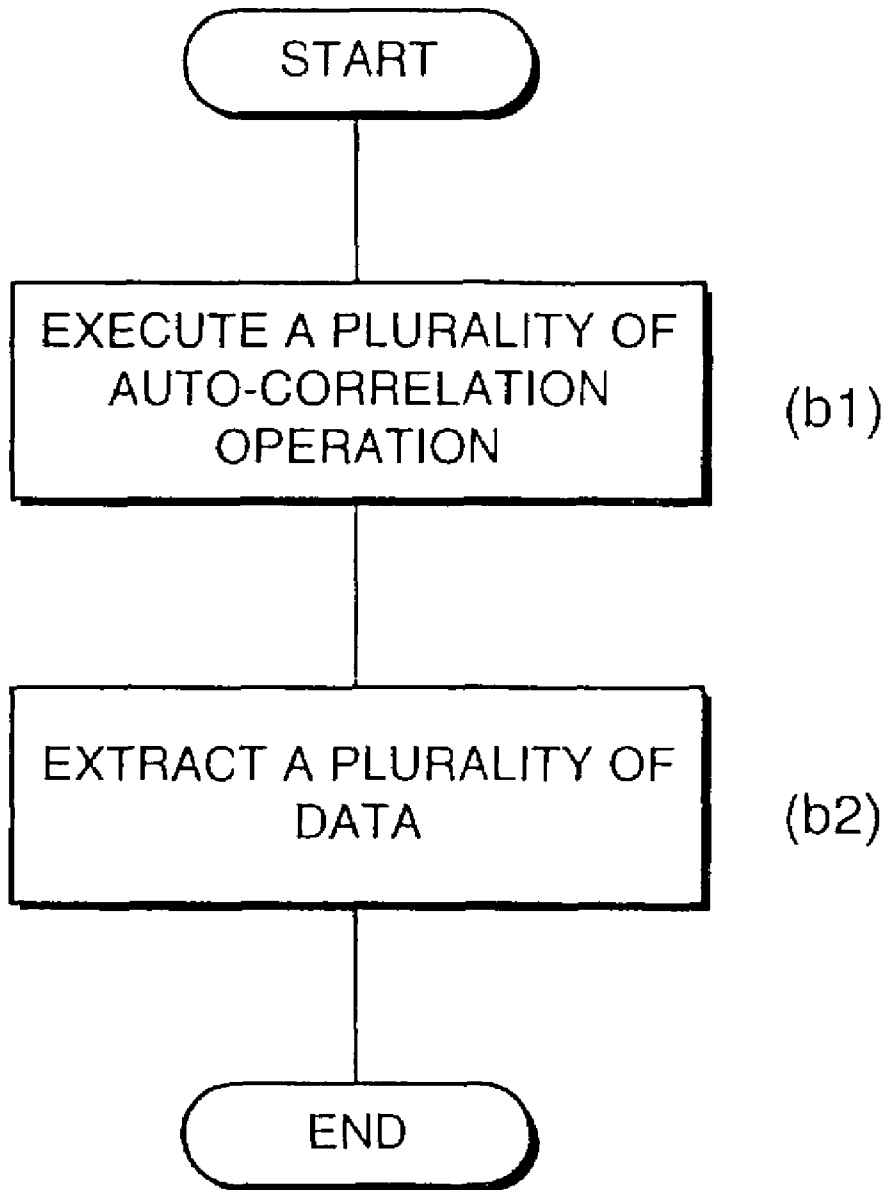 START
EXECUTE A PLURALITY OF
AUTO-CORRELATION
OPERATION
(b1)
EXTRACT A PLURALITY OF
DATA
(b2)
END